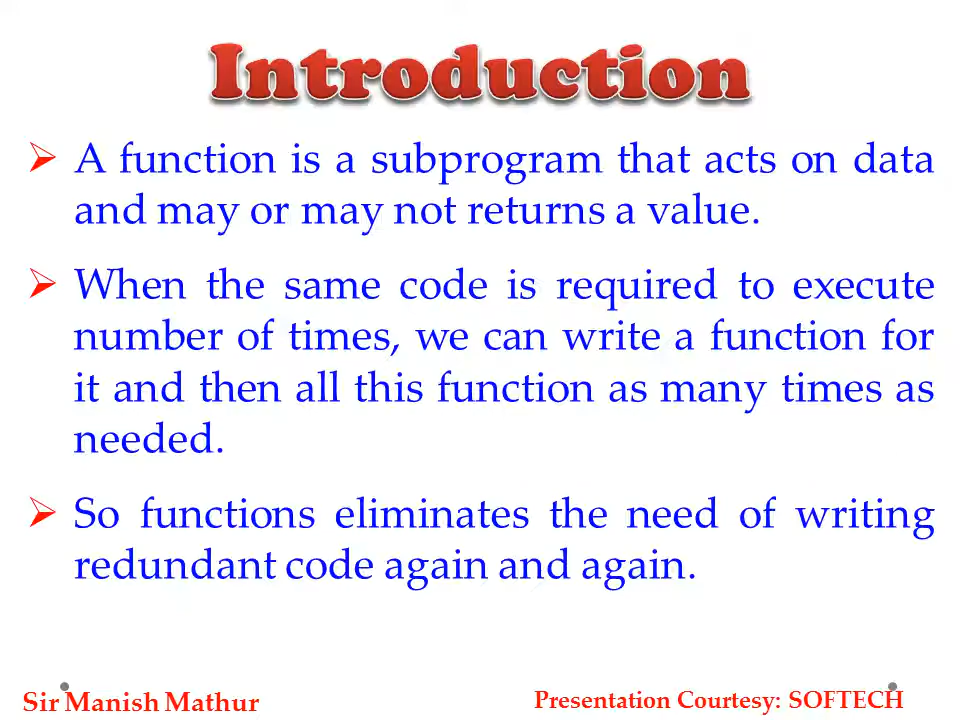 Introduction
A function is a subprogram that acts on data
and may or may not returns a value.
When the same code is required to execute
number of times, we can write a function for
it and then all this function as many times as
needed.
So functions eliminates the need of writing
redundant code again and again.
Sir Manish Mathur
Presentation Courtesy: SOFTECH